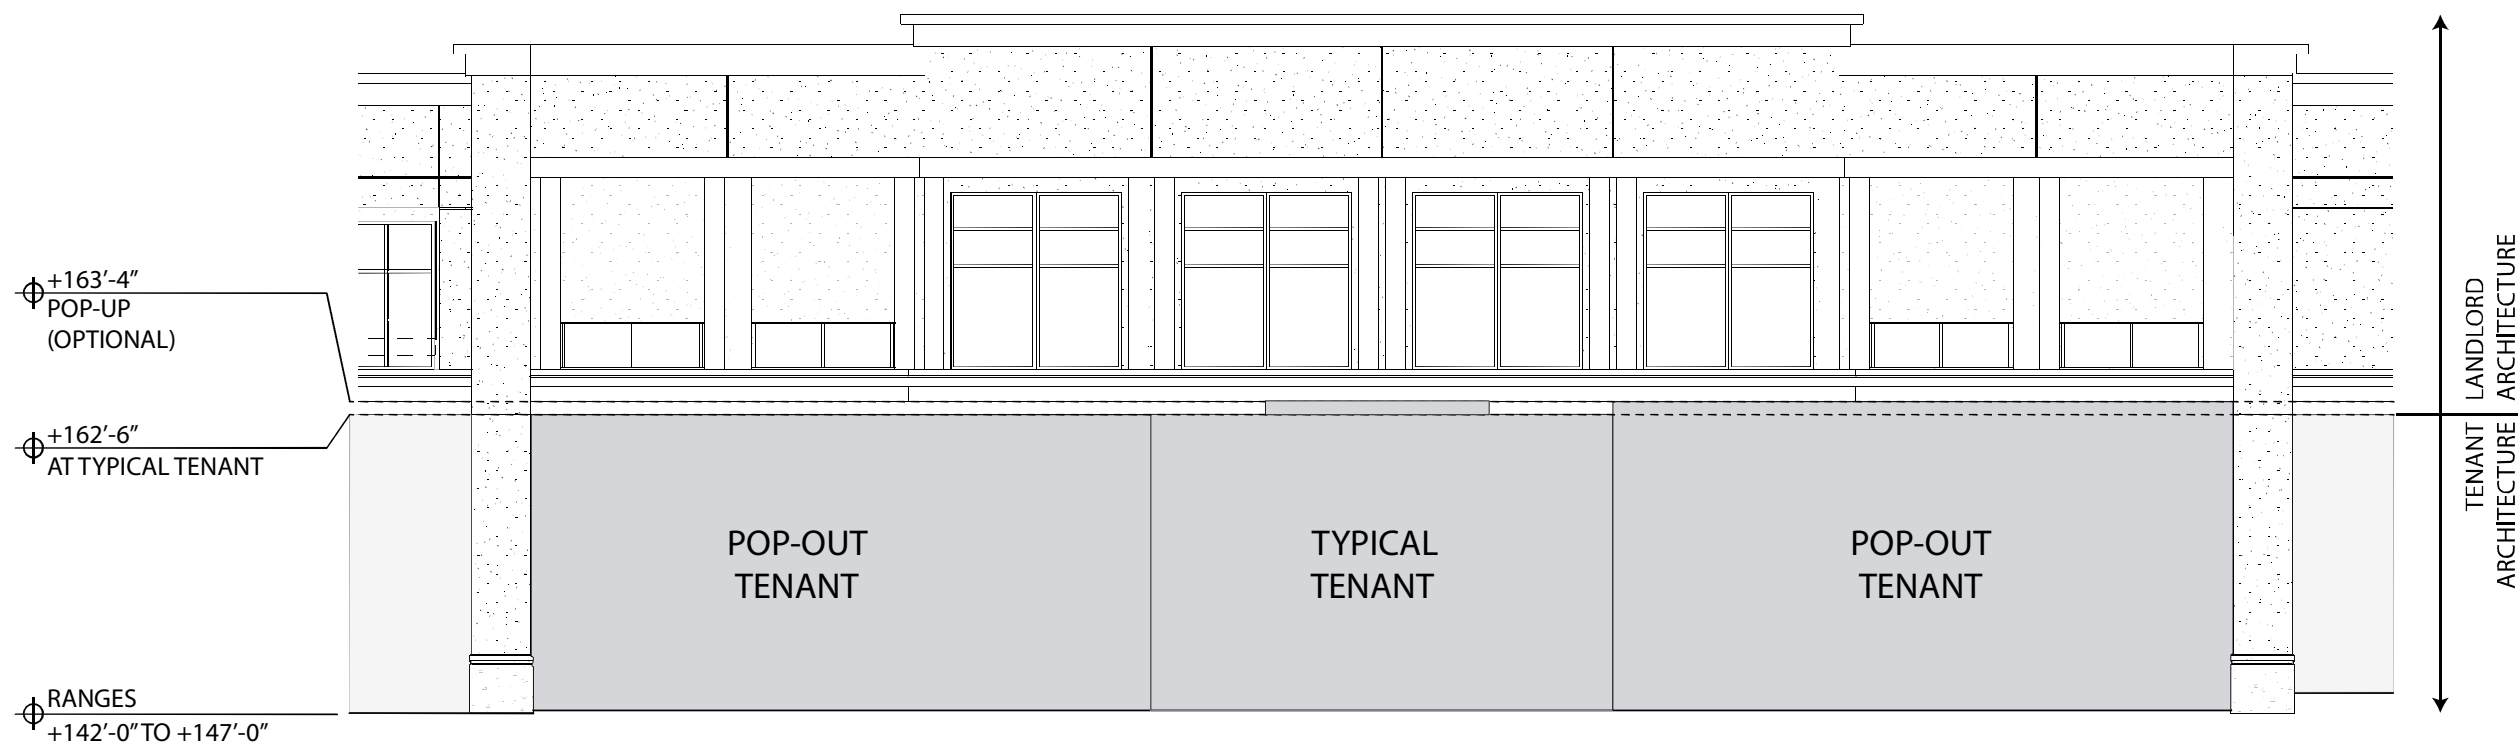 +163’-4”
POP-UP
(OPTIONAL)
+162’-6”
AT TYPICAL TENANT
RANGES
+142’-0” TO +147’-0”
POP-OUT
TENANT
TYPICAL
TENANT
POP-OUT
TENANT
LANDLORD
ARCHITECTURE
TENANT
ARCHITECTURE